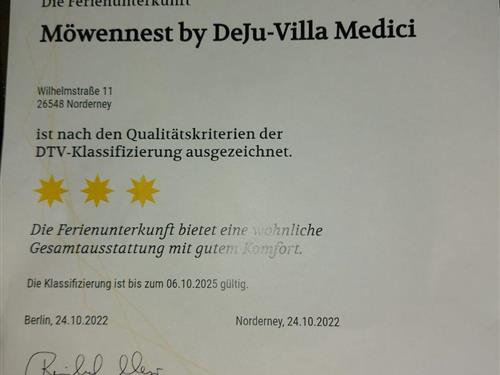 Die Ferienunterkunft
Möwennest by DeJu-Villa Medici
Wilhelmstraße 11
26548 Norderney
ist nach den Qualitätskriterien der
DTV-Klassifizierung ausgezeichnet.
Die Ferienunterkunft bietet eine wohnliche
Gesamtausstattung mit gutem Komfort.
Die Klassifizierung ist bis zum 06.10.2025 gültig.
Berlin, 24.10.2022
Norderney, 24.10.2022